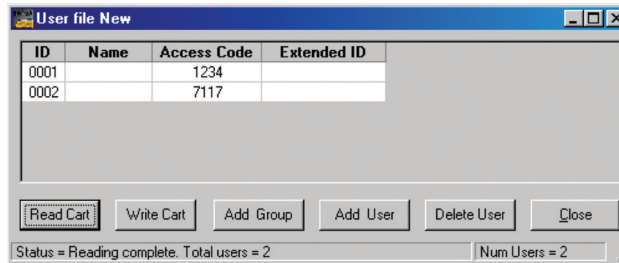 User file New
ID Name Access Code Extended ID
0001 1234
0002 7117
Read Cart Write Cart Add Group Add User Delete User Close
Status = Reading complete. Total users = 2 Num Users = 2